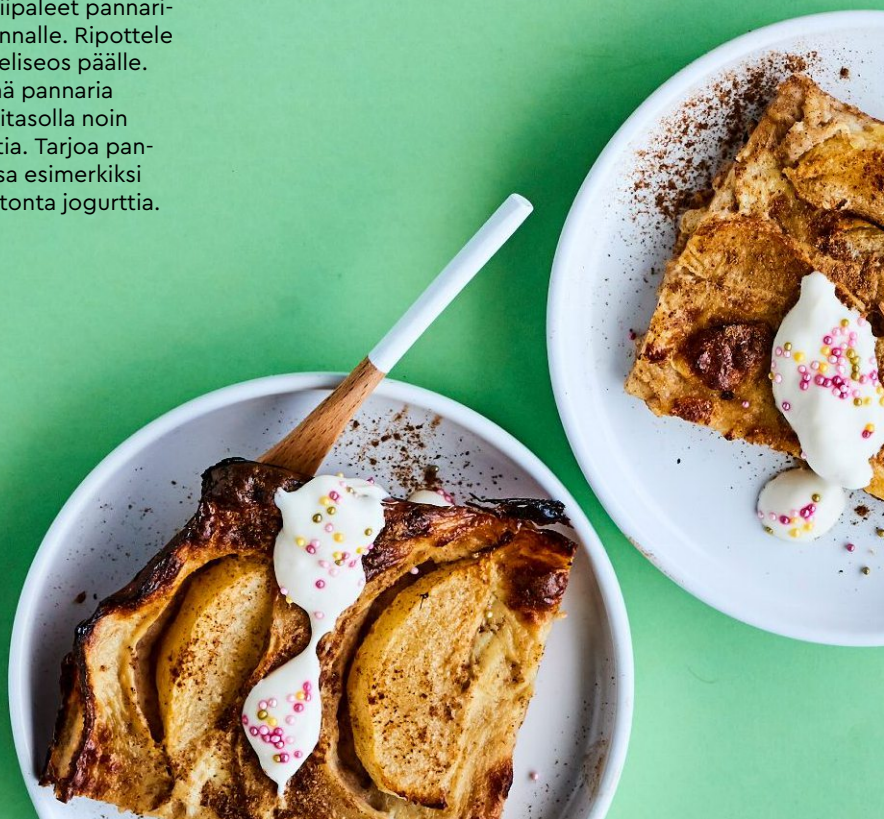 iipaleet pannari-
nnalle. Ripottele
eliseos päälle.
ä pannaria
itasolla noin
tia. Tarjoa pan-
sa esimerkiksi
tonta jogurttia.